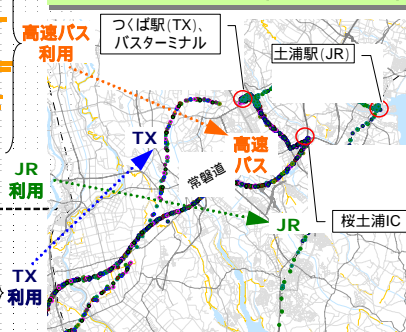 高速バス
利用
つくば駅(TX)、
バスターミナル
土浦駅(JR)
TX
高速
バス
常磐道
JR
利用
JR
桜土浦IC
TX
利用